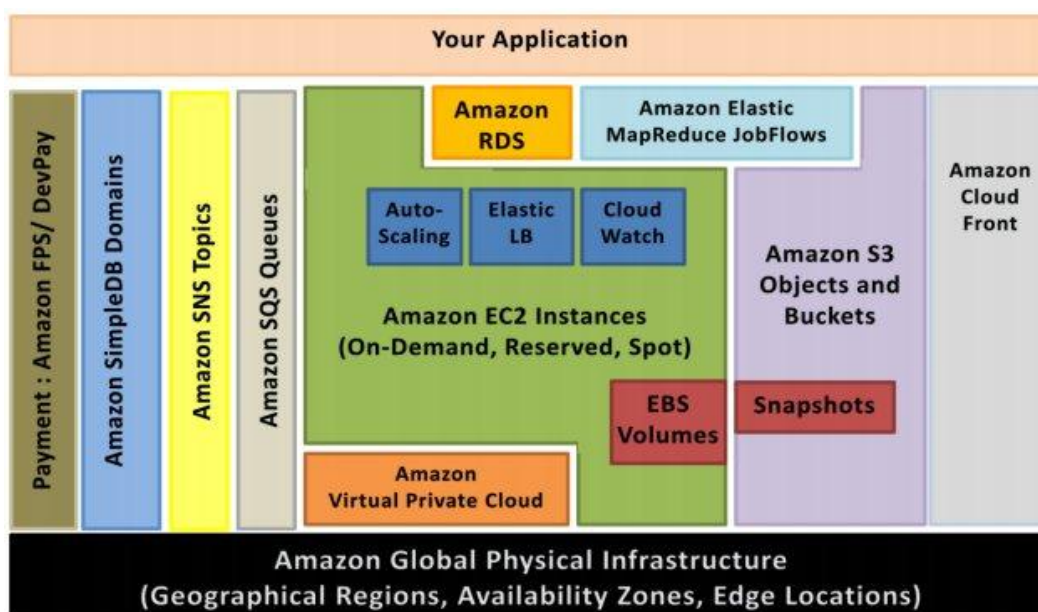 Your Application
Payment : Amazon FPS/ DevPay
Amazon SimpleDB Domains
Amazon SNS Topics
Amazon SQS Queues
Amazon
RDS
Amazon Elastic
MapReduce JobFlows
Auto-
Scaling
Elastic
LB
Cloud
Watch
Amazon EC2 Instances
(On-Demand, Reserved, Spot)
EBS
Volumes
Amazon
Virtual Private Cloud
Amazon S3
Objects and
Buckets
Snapshots
Amazon
Cloud
Front
Amazon Global Physical Infrastructure
(Geographical Regions, Availability Zones, Edge Locations)